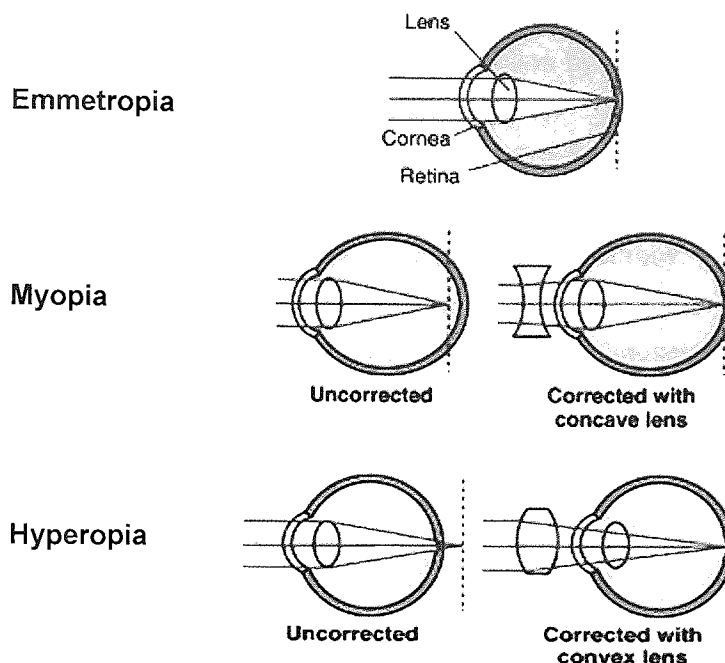 Lens
Emmetropia
Cornea
Retina
Myopia
Uncorrected
Corrected with
concave lens
Hyperopia
Uncorrected
Corrected with
convex lens